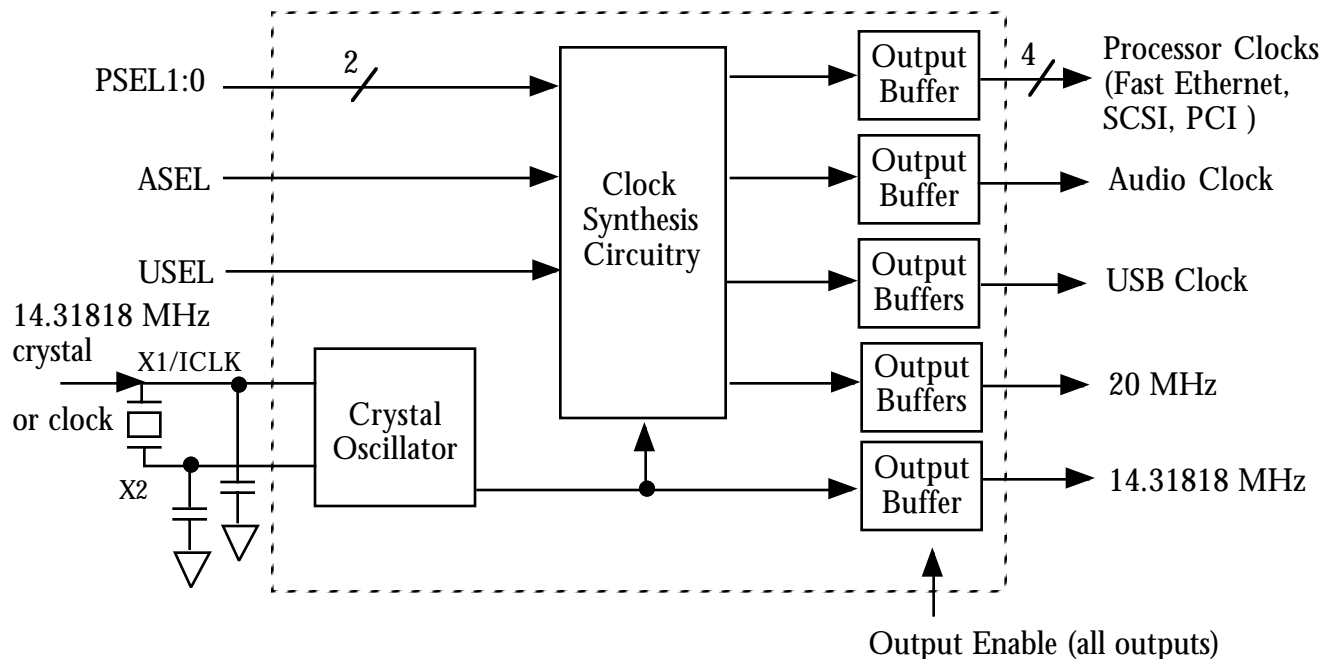 PSEL1:0
2
ASEL
USEL
14.31818 MHz
crystal
or clock
X1/ICLK
X2
Crystal
Oscillator
Clock
Synthesis
Circuitry
Output
Buffer
4
Processor Clocks
(Fast Ethernet,
SCSI, PCI )
Output
Buffer
Audio Clock
Output
Buffers
USB Clock
Output
Buffers
20 MHz
Output
Buffer
14.31818 MHz
Output Enable (all outputs)